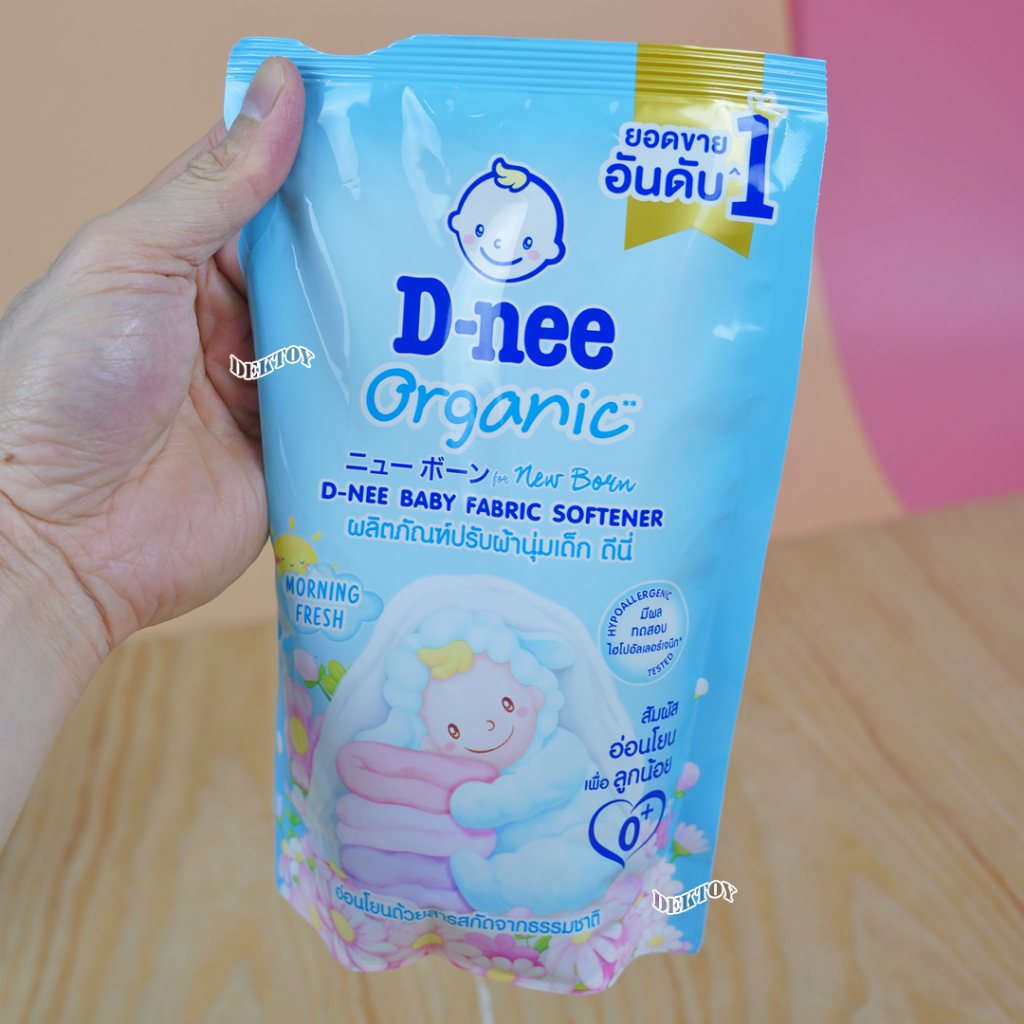 ยอดขาย
อันดับ^ 1
D-nee
Organic**
ニュー ボーン for New Born
D-NEE BABY FABRIC SOFTENER
ผลิตภัณฑ์ปรับผ้านุ่มเด็ก ดีนี่
MORNING
FRESH
HYPOALLERGENIC
มีผล
ทดสอบ
ไฮโปอัลเลอร์เจนิก*
TESTED
สัมผัส
อ่อนโยน
เพื่อ ลูกน้อย
0+
อ่อนโยนด้วยสารสกัดจากธรรมชาติ
DEKTOY
DEKTOY